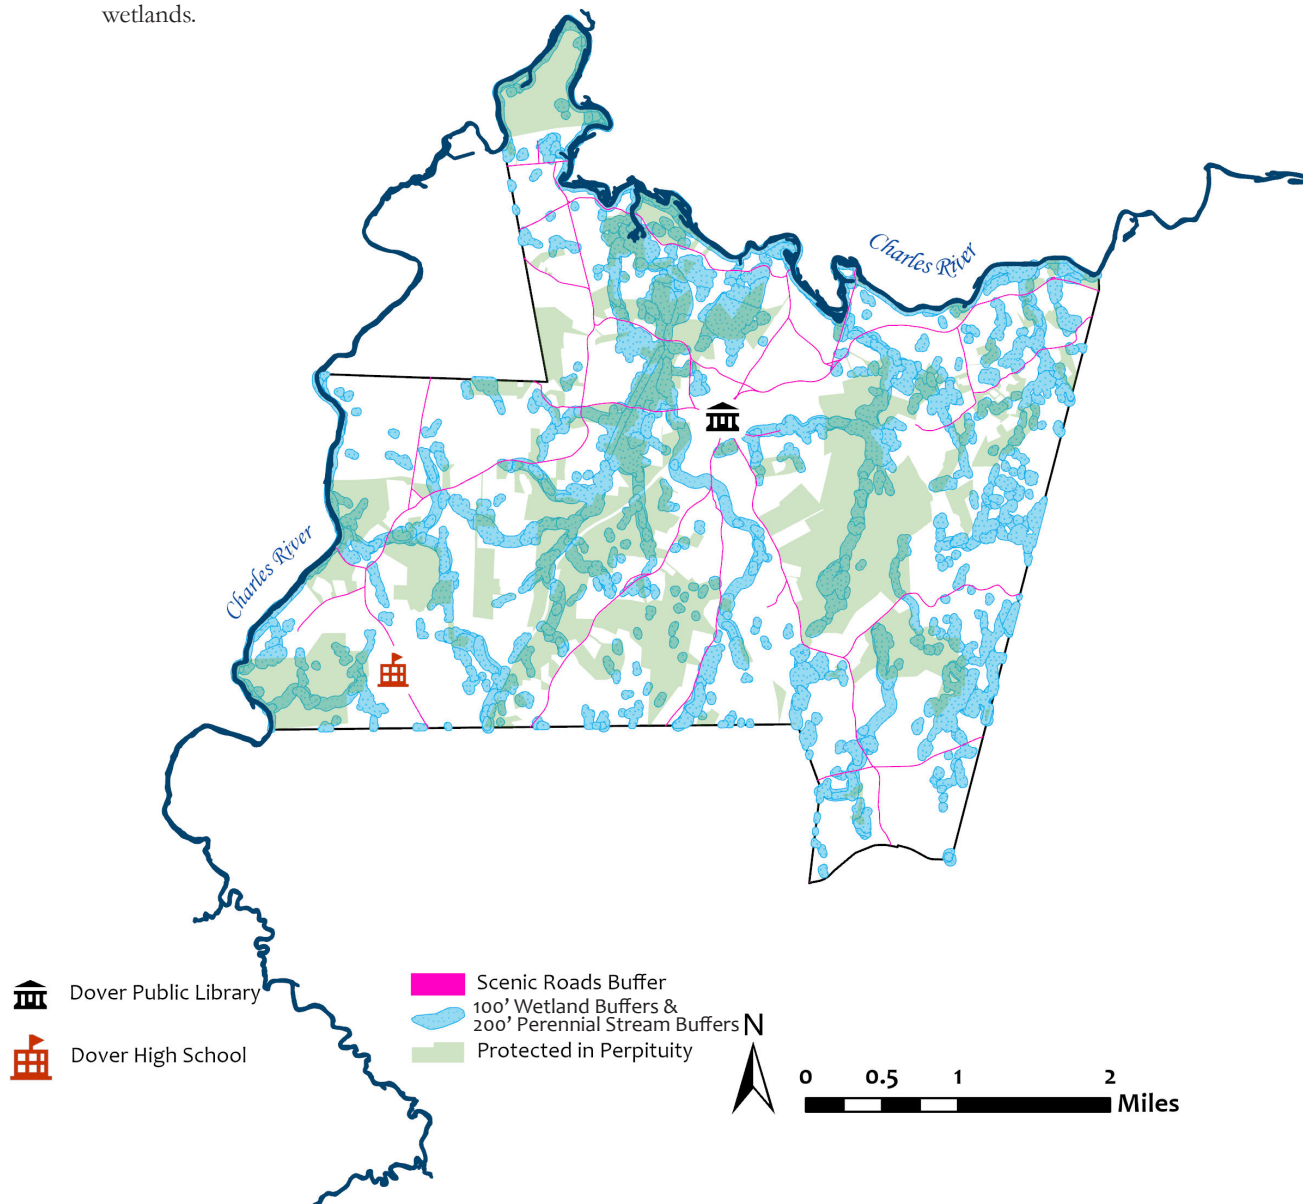 wetlands.
Charles River
Charles River
Dover Public Library
Dover High School
Scenic Roads Buffer
100' Wetland Buffers &
200' Perennial Stream Buffers
Protected in Perpituity
N
0 0.5 1 2
Miles